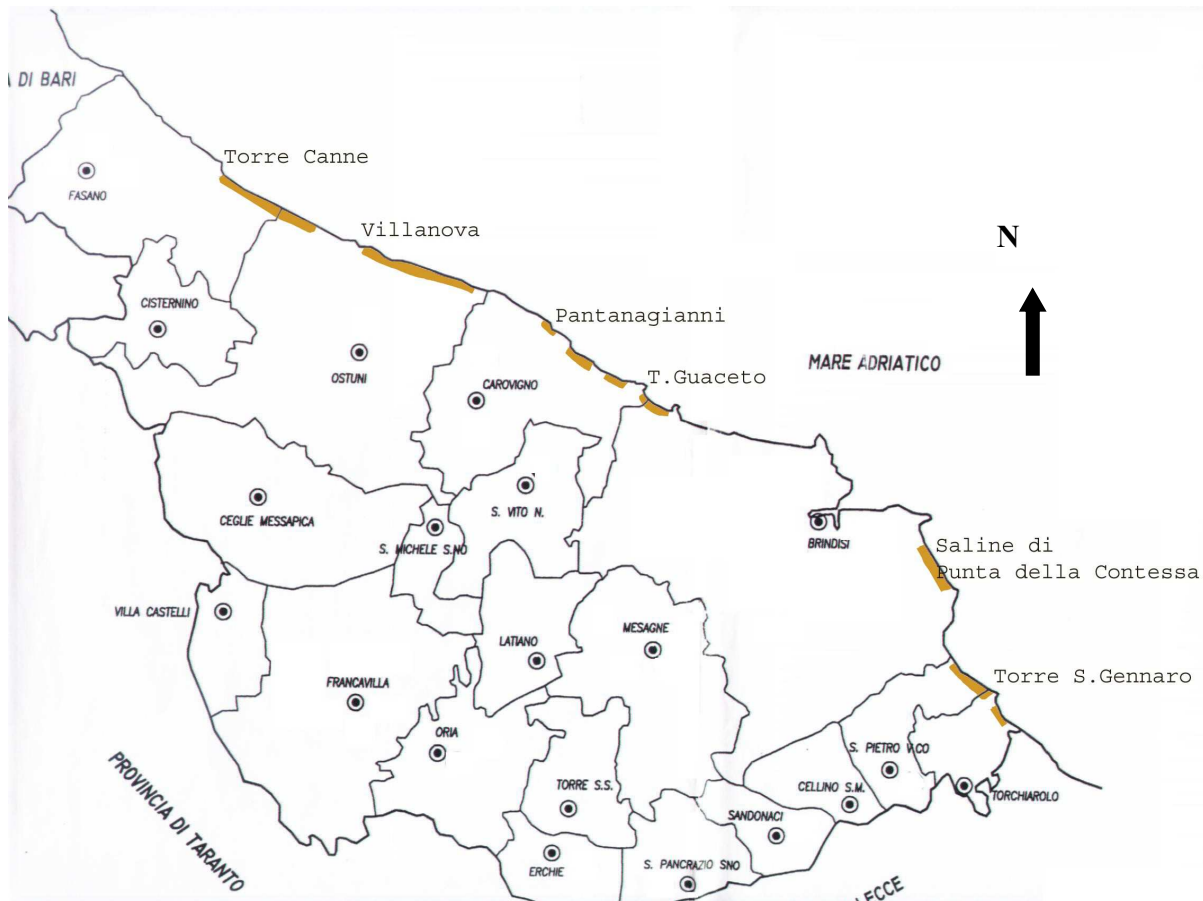 A DI BARI
Torre Canne
FASANO
Villanova
N
CISTERNINO
Pantanagianni
OSTUNI
MARE ADRIATICO
T.Guaceto
CAROVIGNO
CEGLIE MESSAPICA
S. VITO N.
S. MICHELE S.NO
BRINDISI
Saline di
Punta della Contessa
VILLA CASTELLI
LATIANO
MESAGNE
FRANCAVILLA
Torre S.Gennaro
ORIA
S. PIETRO V.CO
PROVINCIA DI TARANTO
TORRE S.S.
CELLINO S.M.
TORCHIAROLO
SANDONACI
ERCHIE
S. PANCRAZIO SNO
LECCE